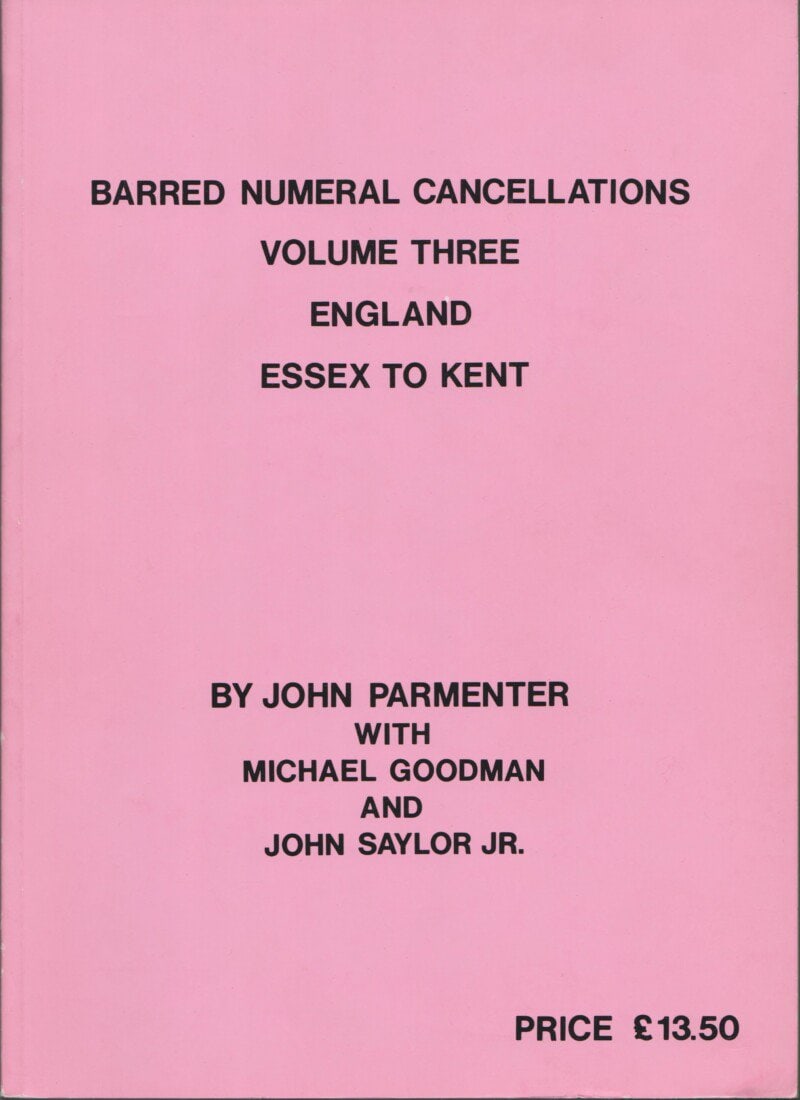 BARRED NUMERAL CANCELLATIONS
VOLUME THREE
ENGLAND
ESSEX TO KENT
BY JOHN PARMENTER
WITH
MICHAEL GOODMAN
AND
JOHN SAYLOR JR.
PRICE £13.50